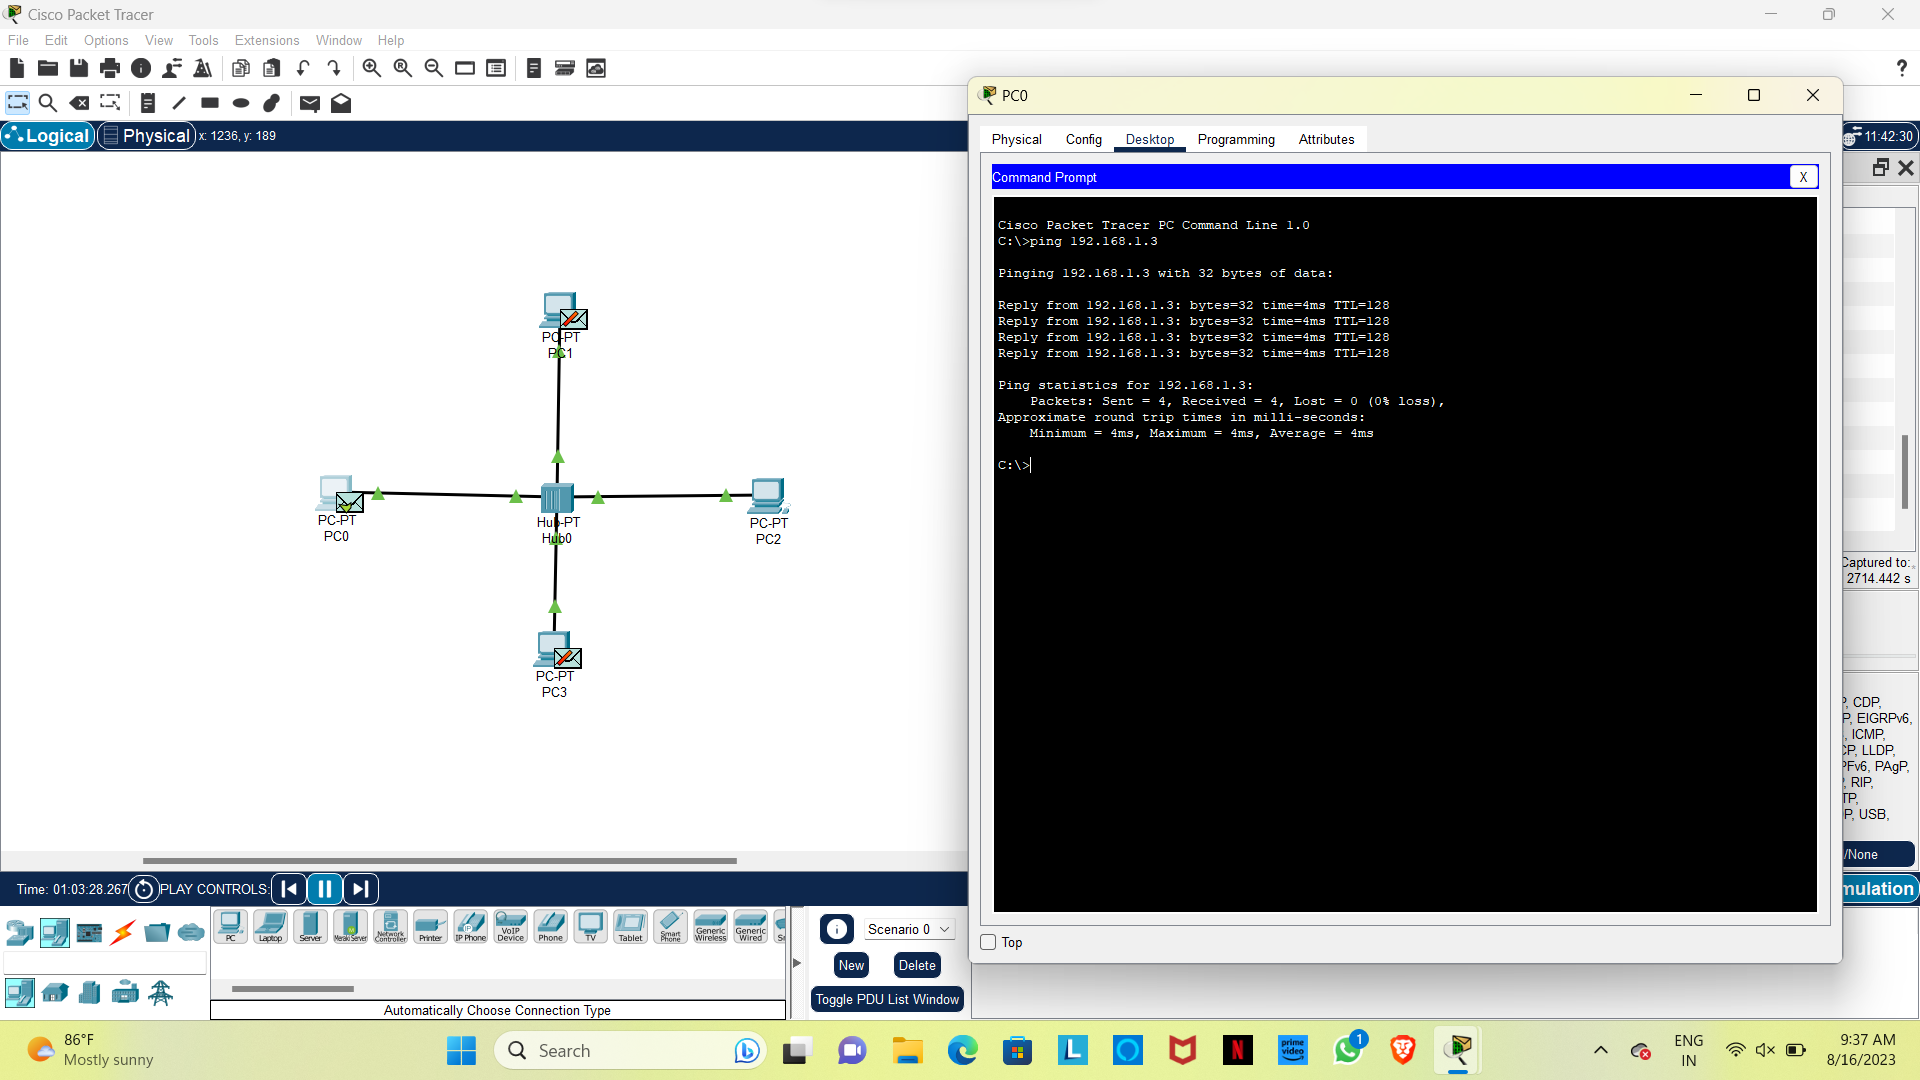 Cisco Packet Tracer
File Edit Options View Tools Extensions Window Help
?
Logical Physical x: 1236, y: 189
11:42:30
PC-PT
PC1
PC-PT
PC0
Hub-PT
Hub0
PC-PT
PC2
PC-PT
PC3
PC0
Physical Config Desktop Programming Attributes
Command Prompt X
Cisco Packet Tracer PC Command Line 1.0
C:\>ping 192.168.1.3
Pinging 192.168.1.3 with 32 bytes of data:
Reply from 192.168.1.3: bytes=32 time=4ms TTL=128
Reply from 192.168.1.3: bytes=32 time=4ms TTL=128
Reply from 192.168.1.3: bytes=32 time=4ms TTL=128
Reply from 192.168.1.3: bytes=32 time=4ms TTL=128
Ping statistics for 192.168.1.3:
Packets: Sent = 4, Received = 4, Lost = 0 (0% loss),
Approximate round trip times in milli-seconds:
Minimum = 4ms, Maximum = 4ms, Average = 4ms
C:\>
Top
Captured to:
2714.442 s
P, CDP,
P, EIGRPv6,
, ICMP,
CP, LLDP,
PFv6, PAgP,
, RIP,
TP,
P, USB,
/None
mulation
Time: 01:03:28.267 PLAY CONTROLS:
PC Laptop Server Meraki Server Network Controller Printer IP Phone VoIP Device Phone TV Tablet Smart Phone Generic Wireless Generic Wired
Automatically Choose Connection Type
Scenario 0
New Delete
Toggle PDU List Window
86°F
Mostly sunny
Search
L
N
prime video
1
ENG
IN
9:37 AM
8/16/2023